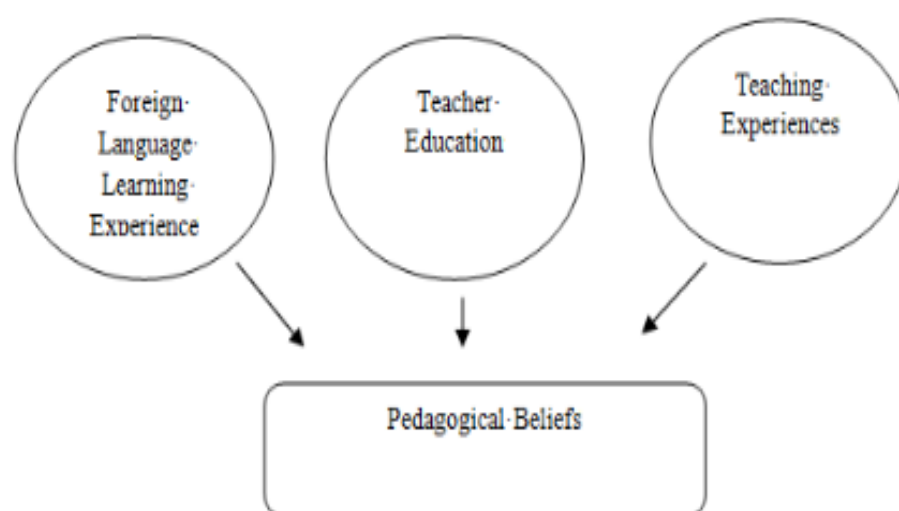 Foreign·
Language·
Learning·
Experience
Teacher·
Education
Teaching·
Experiences
Pedagogical·Beliefs